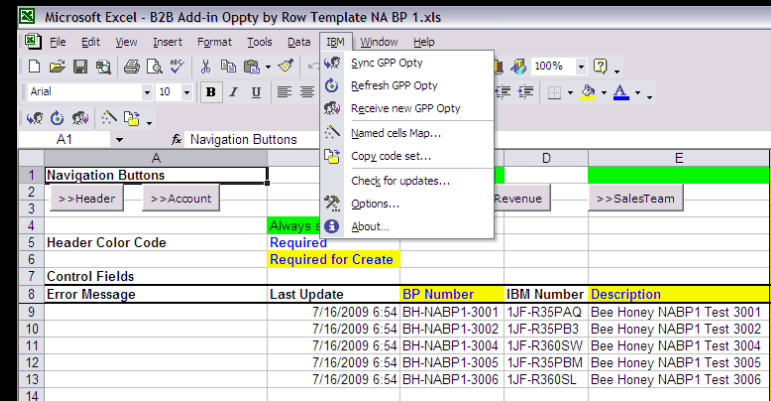 Microsoft Excel - B2B Add-in Oppty by Row Template NA BP 1.xls
File Edit View Insert Format Tools Data IBM Window Help
100%
Arial 10 B I U
A1 fx Navigation Buttons
Sync GPP Opty
Refresh GPP Opty
Receive new GPP Opty
Named cells Map...
Copy code set...
Check for updates...
Options...
About...
A D E
1 Navigation Buttons
2 >>Header >>Account Revenue >>SalesTeam
3
4 Always s
5 Header Color Code Required
6 Required for Create
7 Control Fields
8 Error Message Last Update BP Number IBM Number Description
9 7/16/2009 6:54 BH-NABP1-3001 1JF-R35PAQ Bee Honey NABP1 Test 3001
10 7/16/2009 6:54 BH-NABP1-3002 1JF-R35PB3 Bee Honey NABP1 Test 3002
11 7/16/2009 6:54 BH-NABP1-3004 1JF-R360SW Bee Honey NABP1 Test 3004
12 7/16/2009 6:54 BH-NABP1-3005 1JF-R35PBM Bee Honey NABP1 Test 3005
13 7/16/2009 6:54 BH-NABP1-3006 1JF-R360SL Bee Honey NABP1 Test 3006
14